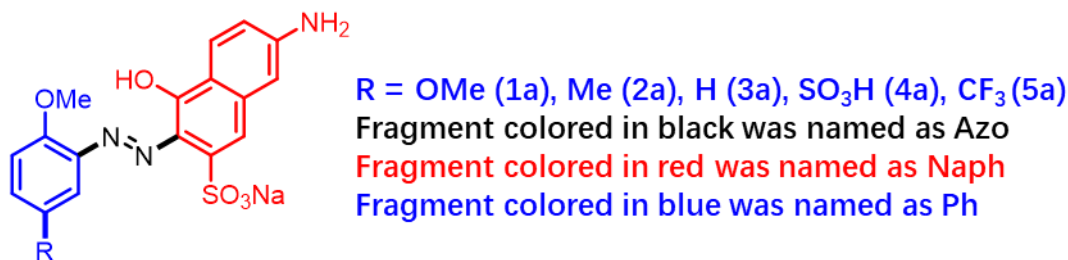 NH₂
HO
OMe
N
N
SO₃Na
R
R = OMe (1a), Me (2a), H (3a), SO₃H (4a), CF₃ (5a)
Fragment colored in black was named as Azo
Fragment colored in red was named as Naph
Fragment colored in blue was named as Ph